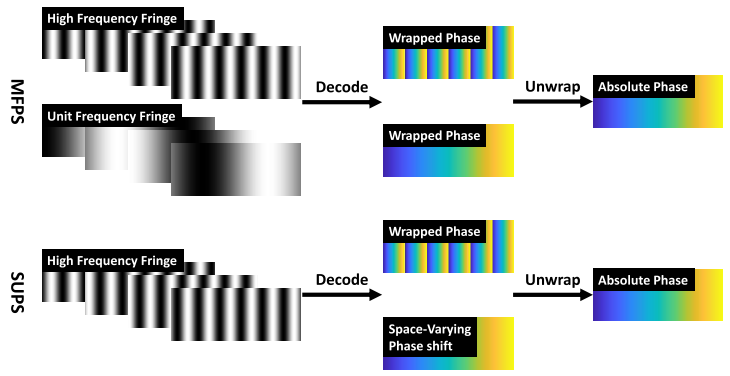 MFPS
High Frequency Fringe
Unit Frequency Fringe
Decode
Wrapped Phase
Wrapped Phase
Unwrap
Absolute Phase
SUPS
High Frequency Fringe
Decode
Wrapped Phase
Space-Varying
Phase shift
Unwrap
Absolute Phase